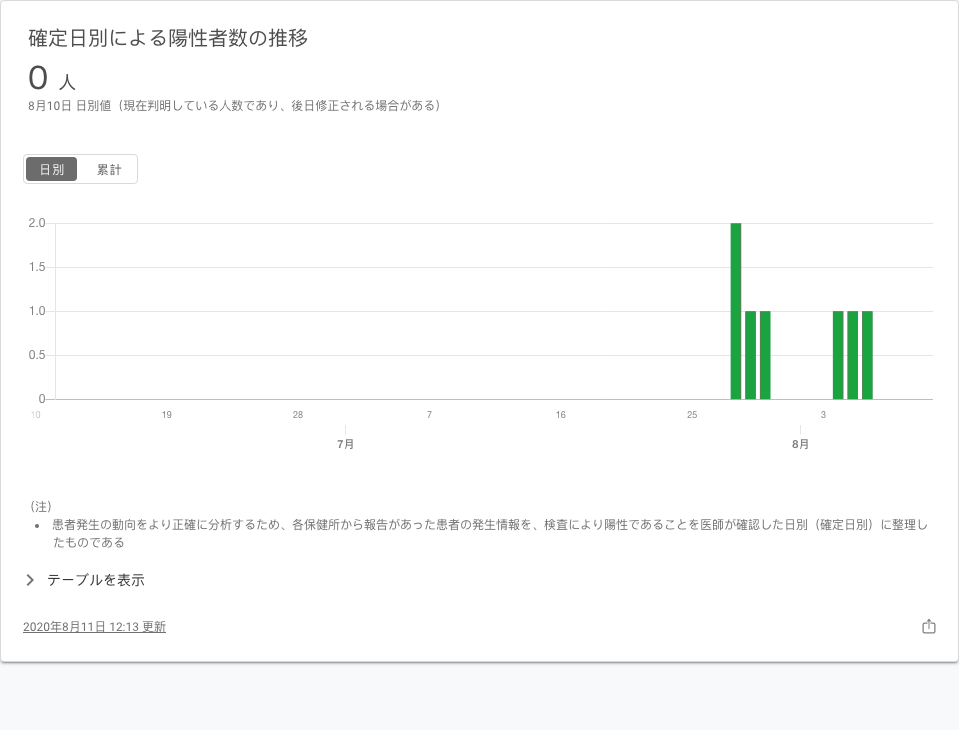 確定日別による陽性者数の推移
0 人
8月10日 日別値（現在判明している人数であり、後日修正される場合がある）
日別 累計
2.0
1.5
1.0
0.5
0
10 19 28 7 16 25 3
7月 8月
（注）
• 患者発生の動向をより正確に分析するため、各保健所から報告があった患者の発生情報を、検査により陽性であることを医師が確認した日別（確定日別）に整理し
たものである
テーブルを表示
2020年8月11日 12:13 更新